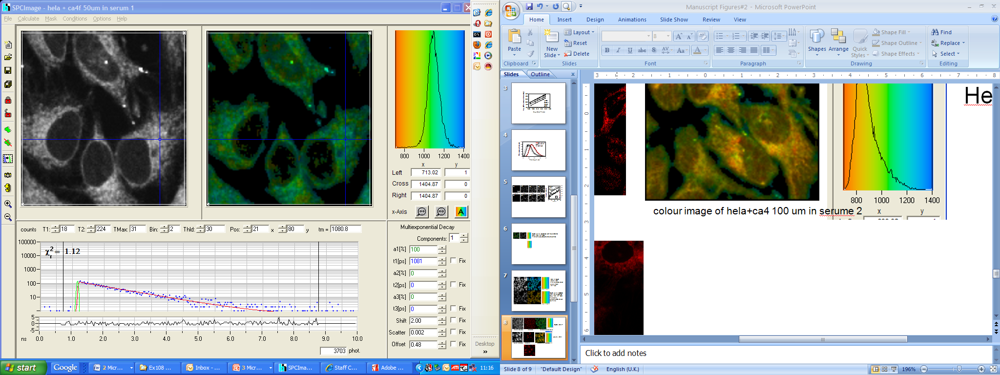 SPCImage - hela + ca4f 50um in serum 1
File Calculate Mask Conditions Options Help
800 1000 1200 1400
x y
Left 713.02 1
Cross 1404.87 0
Right 1404.87 0
x-Axis A
counts T1: 18 T2: 224 TMax: 31 Bin: 2 Thld: 30 Pos: 21 x 80 y tm = 1080.8
100000
10000
1000
100
10
χr2 = 1.12
5
0
-5
ns 0.0 1.0 2.0 3.0 4.0 5.0 6.0 7.0 8.0 9.0 10.0
3703 phot.
Multiexponential Decay
Components: 1
a1[%] 100
t1[ps] 1081 Fix
a2[%] 0
t2[ps] 0 Fix
a3[%] 0
t3[ps] 0 Fix
Shift 2.00 Fix
Scatter 0.002 Fix
Offset 0.48 Fix
Desktop
»
start Google 2 Micr... Ex108 ... Inbox - ... 3 Micr... SPCIma... Staff C... Adobe ... 11:16
Manuscript Figures#2 - Microsoft PowerPoint
Home Insert Design Animations Slide Show Review View
Paste
Clipboard
New Slide
Layout
Reset
Delete
Slides
8
B I U abc S AV Aa A
Font
Paragraph
Shapes Arrange Quick Styles
Shape Fill
Shape Outline
Shape Effects
Drawing
Find
Replace
Select
Editing
Slides Outline x
3
4
5
6
7
8
3 2 1 0 1 2 3 4 5 6 7 8
0
1
2
3
4
5
6
He
800 1000 1200 1400
x y
colour image of hela+ca4 100 um in serume 2
Click to add notes
Slide 8 of 9 "Default Design" English (U.K.) 196%